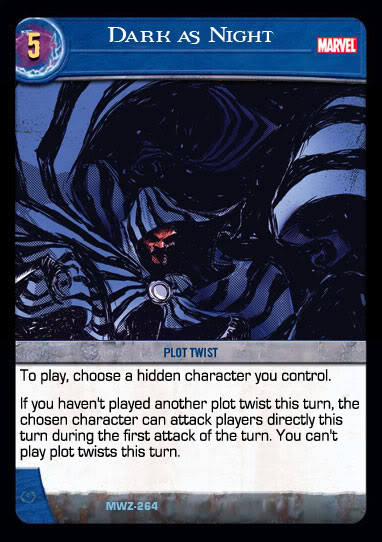 5
Dark as Night
MARVEL
PLOT TWIST
To play, choose a hidden character you control.
If you haven't played another plot twist this turn, the
chosen character can attack players directly this
turn during the first attack of the turn. You can't
play plot twists this turn.
MWZ-264